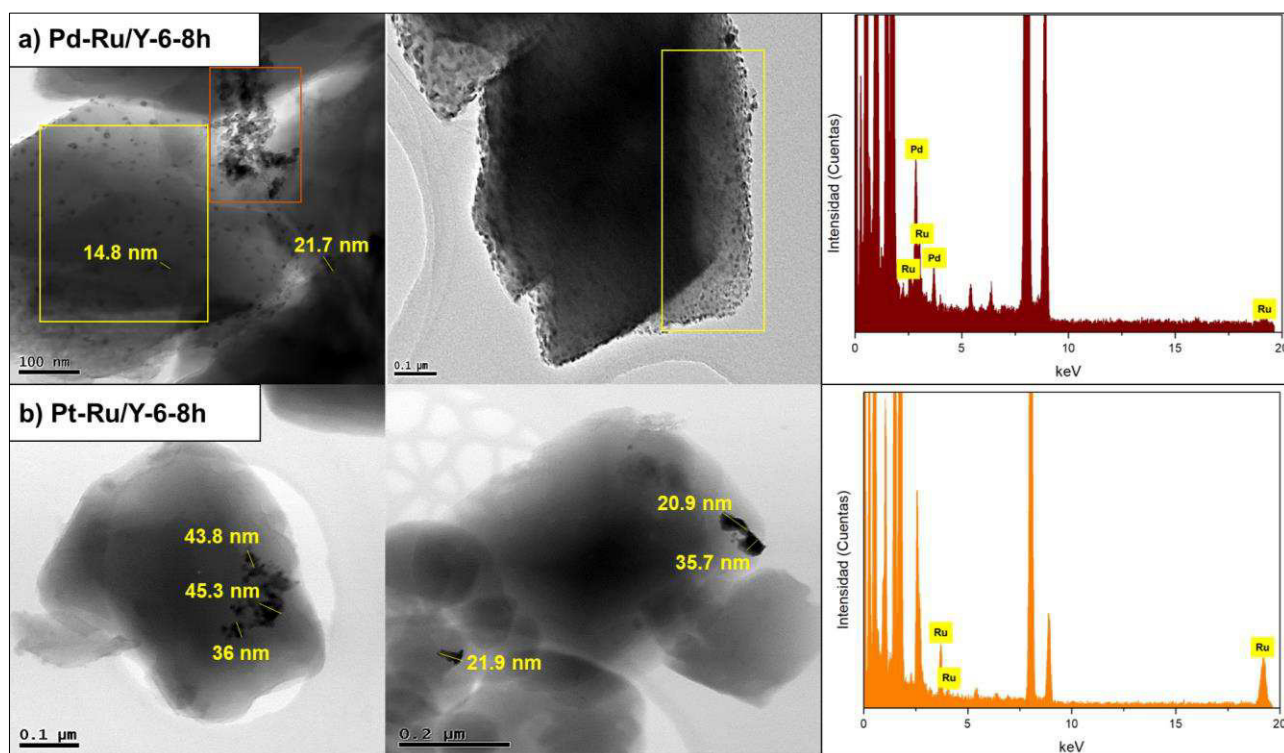 a) Pd-Ru/Y-6-8h
14.8 nm
21.7 nm
100 nm
0.1 µm
Intensidad (Cuentas)
Pd
Ru
Ru
Pd
Ru
0 5 10 15 20
keV
b) Pt-Ru/Y-6-8h
43.8 nm
45.3 nm
36 nm
0.1 µm
20.9 nm
35.7 nm
21.9 nm
0.2 µm
Intensidad (Cuentas)
Ru
Ru
Ru
0 5 10 15 20
keV